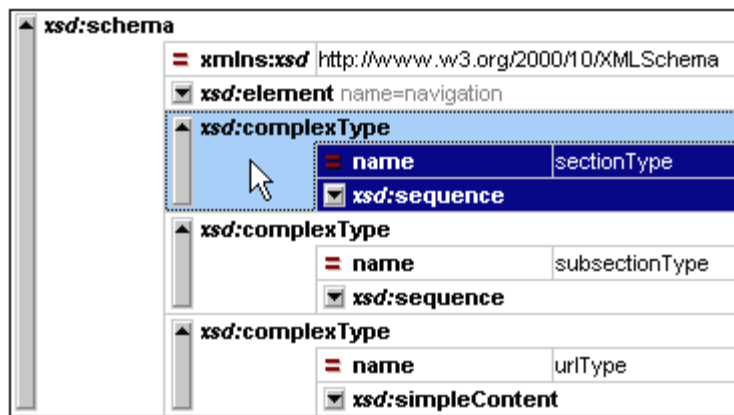 xsd:schema
= xmlns:xsd http://www.w3.org/2000/10/XMLSchema
xsd:element name=navigation
xsd:complexType
= name sectionType
xsd:sequence
xsd:complexType
= name subsectionType
xsd:sequence
xsd:complexType
= name urlType
xsd:simpleContent